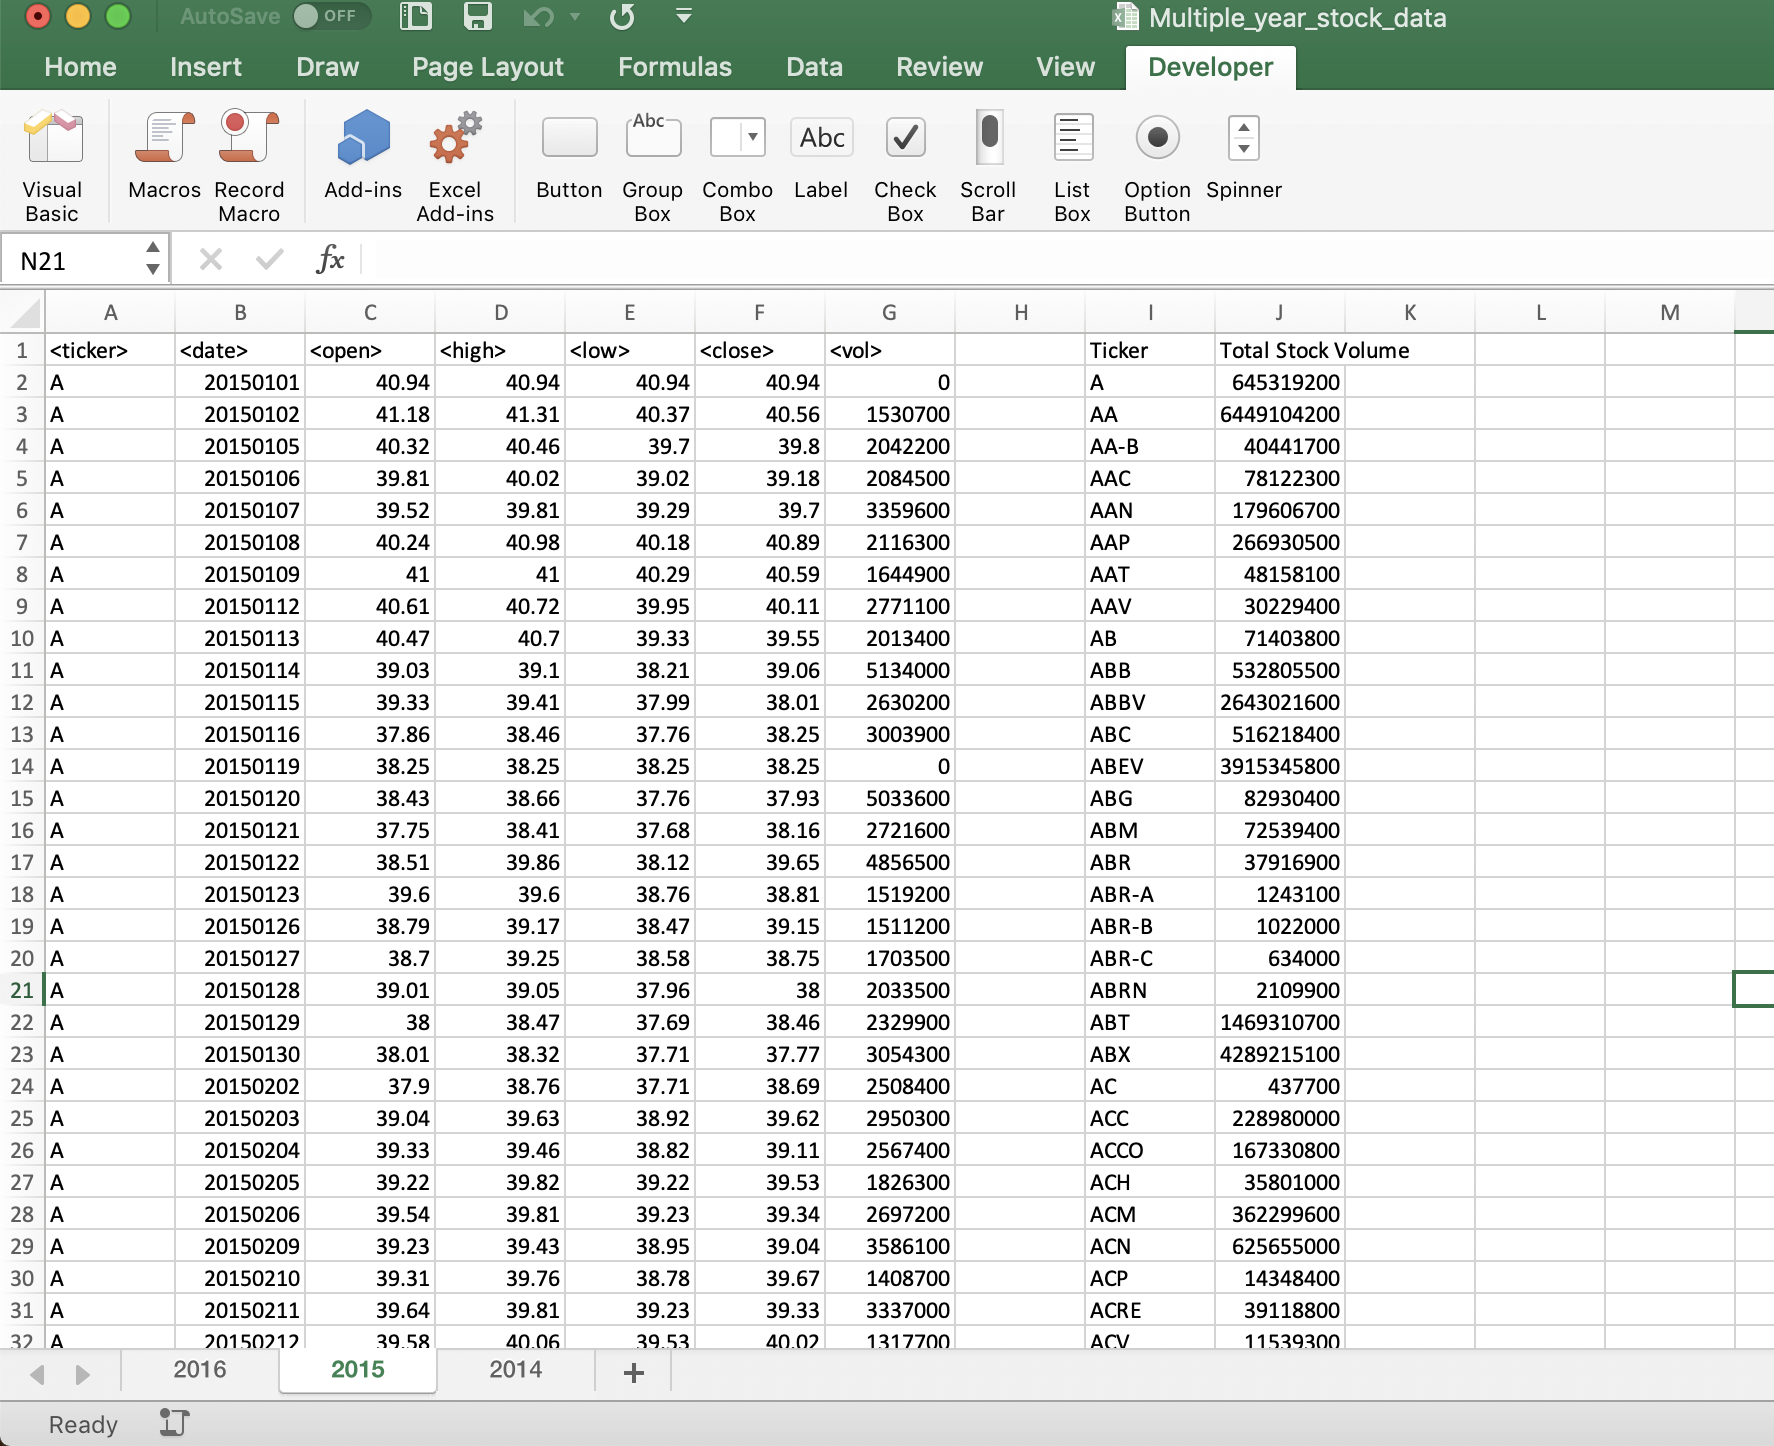 AutoSave OFF Multiple_year_stock_data
Home Insert Draw Page Layout Formulas Data Review View Developer
Abc Abc
Visual Macros Record Add-ins Excel Button Group Combo Label Check Scroll List Option Spinner
Basic Macro Add-ins Box Box Box Bar Box Button
N21 fx
A B C D E F G H I J K L M
1 <ticker> <date> <open> <high> <low> <close> <vol> Ticker Total Stock Volume
2 A 20150101 40.94 40.94 40.94 40.94 0 A 645319200
3 A 20150102 41.18 41.31 40.37 40.56 1530700 AA 6449104200
4 A 20150105 40.32 40.46 39.7 39.8 2042200 AA-B 40441700
5 A 20150106 39.81 40.02 39.02 39.18 2084500 AAC 78122300
6 A 20150107 39.52 39.81 39.29 39.7 3359600 AAN 179606700
7 A 20150108 40.24 40.98 40.18 40.89 2116300 AAP 266930500
8 A 20150109 41 41 40.29 40.59 1644900 AAT 48158100
9 A 20150112 40.61 40.72 39.95 40.11 2771100 AAV 30229400
10 A 20150113 40.47 40.7 39.33 39.55 2013400 AB 71403800
11 A 20150114 39.03 39.1 38.21 39.06 5134000 ABB 532805500
12 A 20150115 39.33 39.41 37.99 38.01 2630200 ABBV 2643021600
13 A 20150116 37.86 38.46 37.76 38.25 3003900 ABC 516218400
14 A 20150119 38.25 38.25 38.25 38.25 0 ABEV 3915345800
15 A 20150120 38.43 38.66 37.76 37.93 5033600 ABG 82930400
16 A 20150121 37.75 38.41 37.68 38.16 2721600 ABM 72539400
17 A 20150122 38.51 39.86 38.12 39.65 4856500 ABR 37916900
18 A 20150123 39.6 39.6 38.76 38.81 1519200 ABR-A 1243100
19 A 20150126 38.79 39.17 38.47 39.15 1511200 ABR-B 1022000
20 A 20150127 38.7 39.25 38.58 38.75 1703500 ABR-C 634000
21 A 20150128 39.01 39.05 37.96 38 2033500 ABRN 2109900
22 A 20150129 38 38.47 37.69 38.46 2329900 ABT 1469310700
23 A 20150130 38.01 38.32 37.71 37.77 3054300 ABX 4289215100
24 A 20150202 37.9 38.76 37.71 38.69 2508400 AC 437700
25 A 20150203 39.04 39.63 38.92 39.62 2950300 ACC 228980000
26 A 20150204 39.33 39.46 38.82 39.11 2567400 ACCO 167330800
27 A 20150205 39.22 39.82 39.22 39.53 1826300 ACH 35801000
28 A 20150206 39.54 39.81 39.23 39.34 2697200 ACM 362299600
29 A 20150209 39.23 39.43 38.95 39.04 3586100 ACN 625655000
30 A 20150210 39.31 39.76 38.78 39.67 1408700 ACP 14348400
31 A 20150211 39.64 39.81 39.23 39.33 3337000 ACRE 39118800
32 A 20150212 39.58 40.06 39.53 40.02 1317700 ACV 11539300
2016 2015 2014 +
Ready